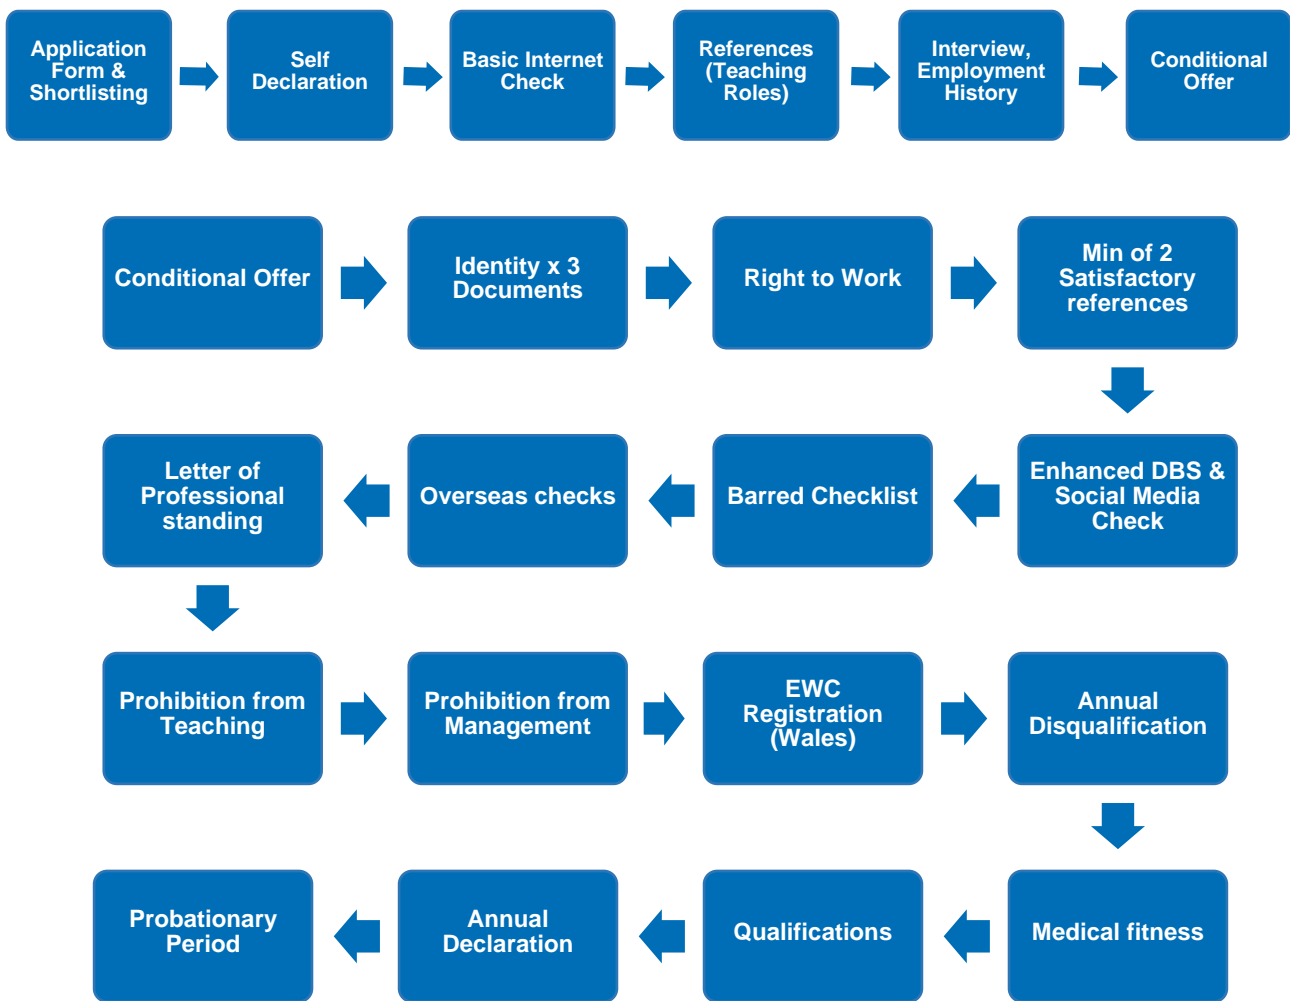 Application
Form &
Shortlisting
Self
Declaration
Basic Internet
Check
References
(Teaching
Roles)
Interview,
Employment
History
Conditional
Offer
Conditional Offer
Identity x 3
Documents
Right to Work
Min of 2
Satisfactory
references
Enhanced DBS &
Social Media
Check
Barred Checklist
Overseas checks
Letter of
Professional
standing
Prohibition from
Teaching
Prohibition from
Management
EWC
Registration
(Wales)
Annual
Disqualification
Medical fitness
Qualifications
Annual
Declaration
Probationary
Period